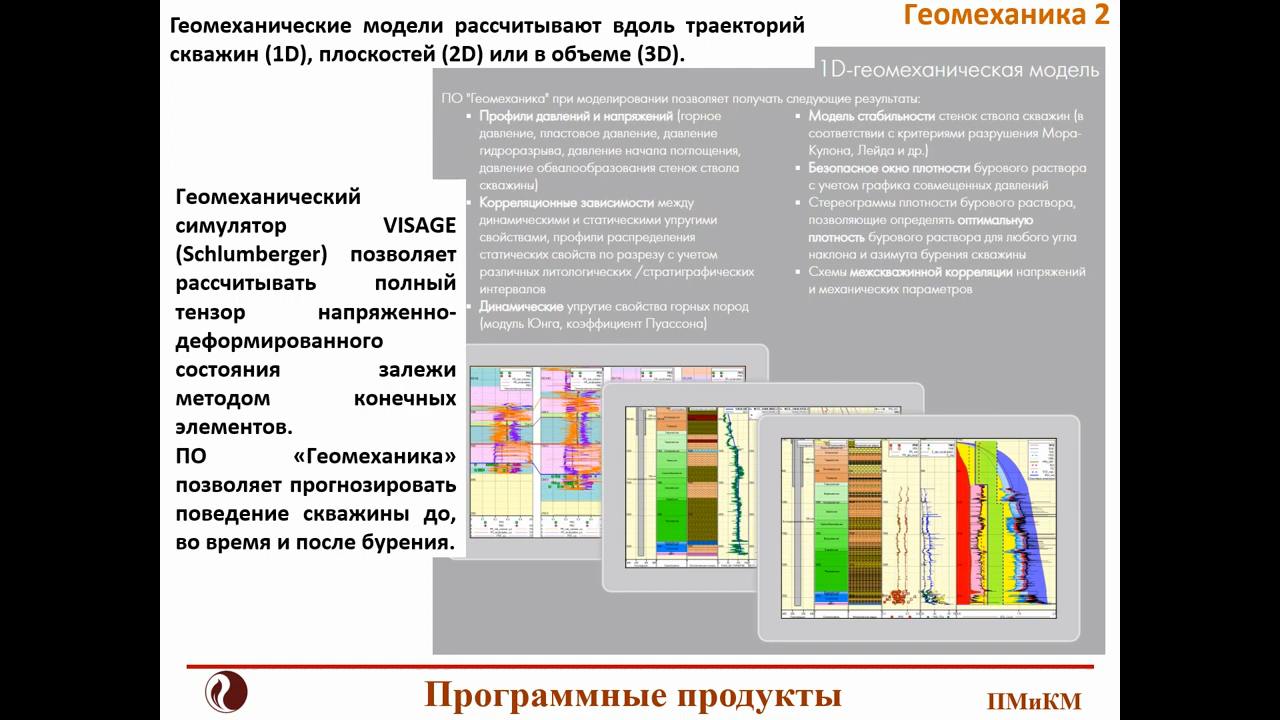 Геомеханика 2
Геомеханические модели рассчитывают вдоль траекторий
скважин (1D), плоскостей (2D) или в объеме (3D).
1D-геомеханическая модель
ПО "Геомеханика" при моделировании позволяет получать следующие результаты:
▪ Профили давлений и напряжений (горное
давление, пластовое давление, давление
гидроразрыва, давление начала поглощения,
давление обвалообразования стенок ствола
скважины)
▪ Корреляционные зависимости между
динамическими и статическими упругими
свойствами, профили распределения
статических свойств по разрезу с учетом
различных литологических /стратиграфических
интервалов
▪ Динамические упругие свойства горных пород
(модуль Юнга, коэффициент Пуассона)
▪ Модель стабильности стенок ствола скважин (в
соответствии с критериями разрушения Мора-
Кулона, Лейда и др.)
▪ Безопасное окно плотности бурового раствора
с учетом графика совмещенных давлений
▪ Стереограммы плотности бурового раствора,
позволяющие определять оптимальную
плотность бурового раствора для любого угла
наклона и азимута бурения скважины
▪ Схемы межскважинной корреляции напряжений
и механических параметров
Геомеханический
симулятор VISAGE
(Schlumberger) позволяет
рассчитывать полный
тензор напряженно-
деформированного
состояния залежи
методом конечных
элементов.
ПО «Геомеханика»
позволяет прогнозировать
поведение скважины до,
во время и после бурения.
Программные продукты
ПМиКМ